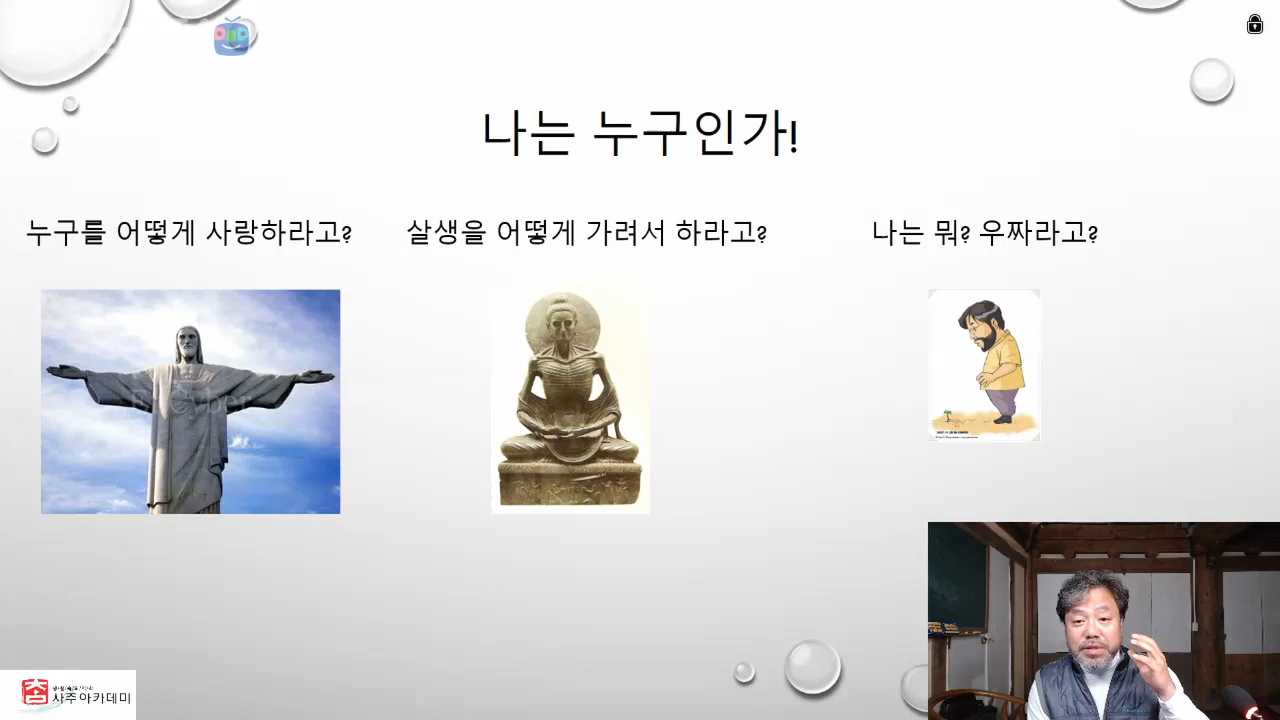 나는 누구인가!
누구를 어떻게 사랑하라고?
살생을 어떻게 가려서 하라고?
나는 뭐? 우짜라고?
사주아카데미